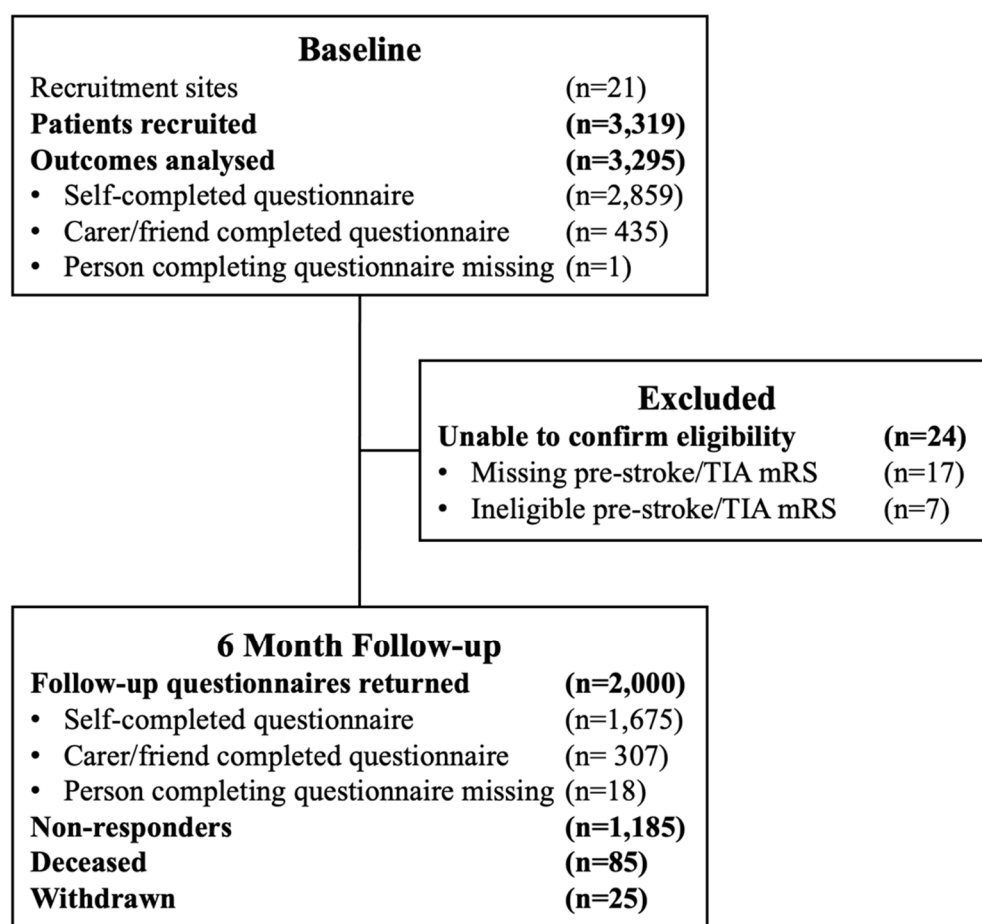 Baseline
Recruitment sites (n=21)
Patients recruited (n=3,319)
Outcomes analysed (n=3,295)
• Self-completed questionnaire (n=2,859)
• Carer/friend completed questionnaire (n= 435)
• Person completing questionnaire missing (n=1)
Excluded
Unable to confirm eligibility (n=24)
• Missing pre-stroke/TIA mRS (n=17)
• Ineligible pre-stroke/TIA mRS (n=7)
6 Month Follow-up
Follow-up questionnaires returned (n=2,000)
• Self-completed questionnaire (n=1,675)
• Carer/friend completed questionnaire (n= 307)
• Person completing questionnaire missing (n=18)
Non-responders (n=1,185)
Deceased (n=85)
Withdrawn (n=25)